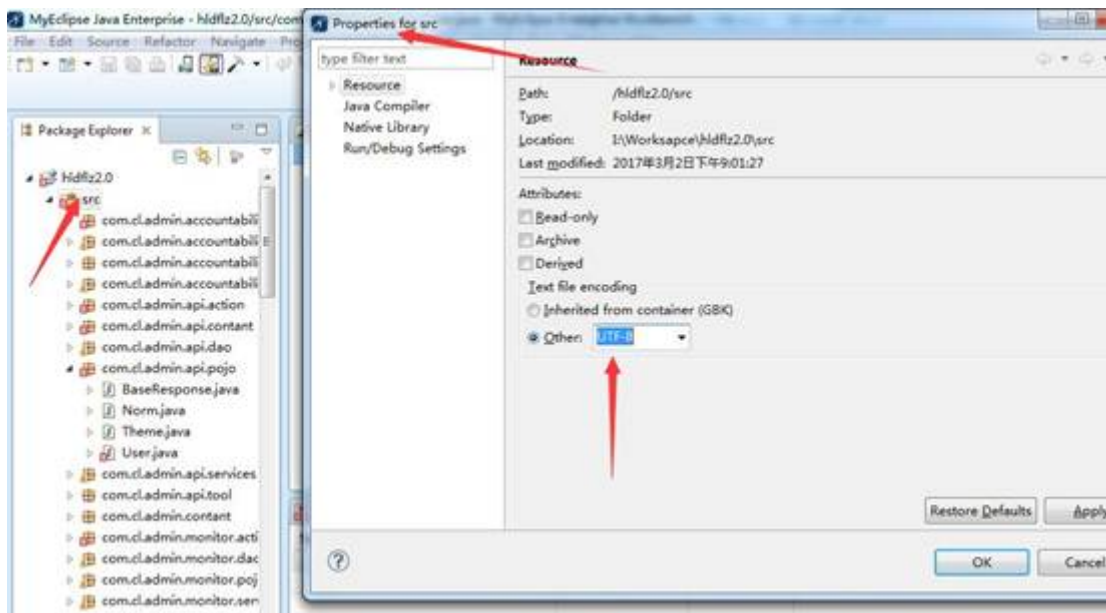 MyEclipse Java Enterprise - hldflz2.0/src/com
File Edit Source Refactor Navigate
Package Explorer
hldflz2.0
src
com.cl.admin.accountabili
com.cl.admin.accountabili
com.cl.admin.accountabili
com.cl.admin.accountabili
com.cl.admin.api.action
com.cl.admin.api.contant
com.cl.admin.api.dao
com.cl.admin.api.pojo
BaseResponse.java
Norm.java
Theme.java
User.java
com.cl.admin.api.services
com.cl.admin.api.tool
com.cl.admin.contant
com.cl.admin.monitor.acti
com.cl.admin.monitor.dac
com.cl.admin.monitor.poj
com.cl.admin.monitor.ser
Properties for src
type filter text
Resource
Java Compiler
Native Library
Run/Debug Settings
Resource
Path: /hldflz2.0/src
Type: Folder
Location: I:\Worksapce\hldflz2.0\src
Last modified: 2017年3月2日 下午9:01:27
Attributes:
Read-only
Archive
Derived
Text file encoding
Inherited from container (GBK)
Other: UTF-8
Restore Defaults Apply
OK Cancel